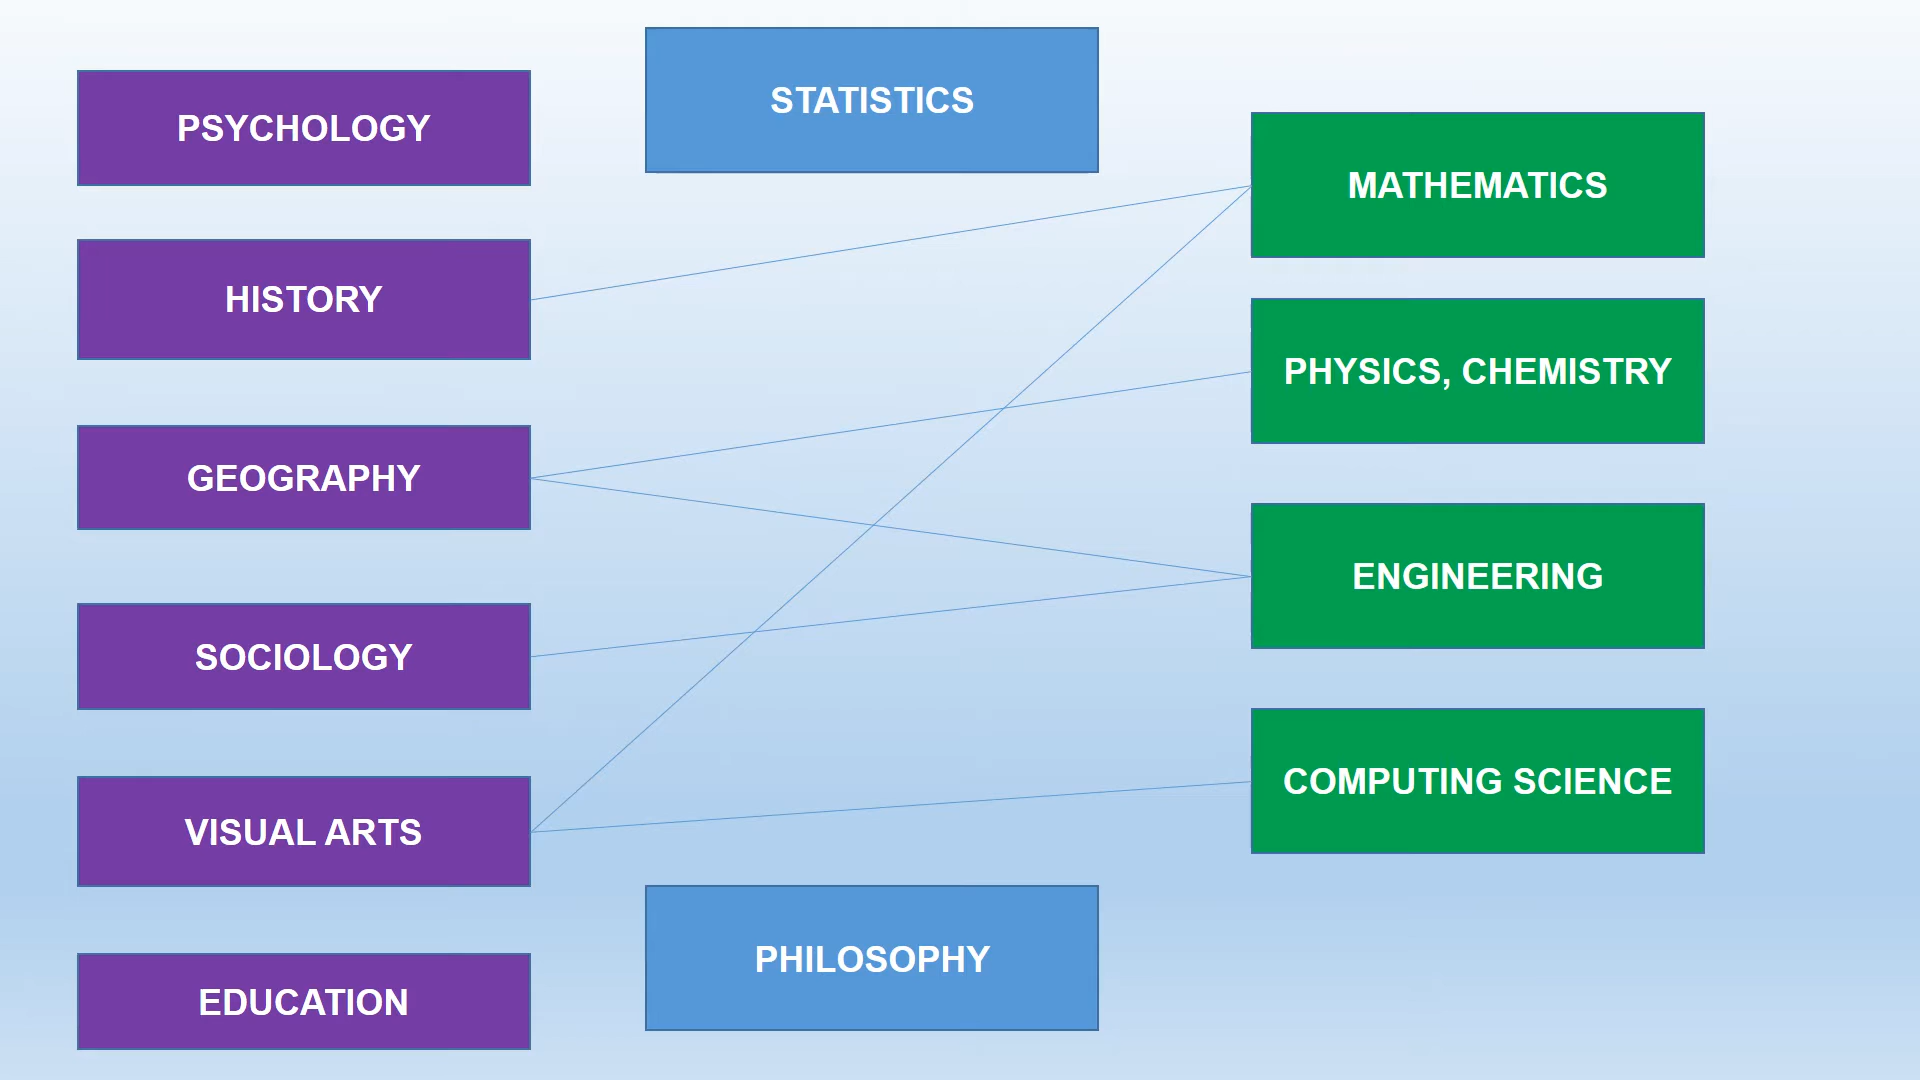 PSYCHOLOGY
HISTORY
GEOGRAPHY
SOCIOLOGY
VISUAL ARTS
EDUCATION
STATISTICS
PHILOSOPHY
MATHEMATICS
PHYSICS, CHEMISTRY
ENGINEERING
COMPUTING SCIENCE